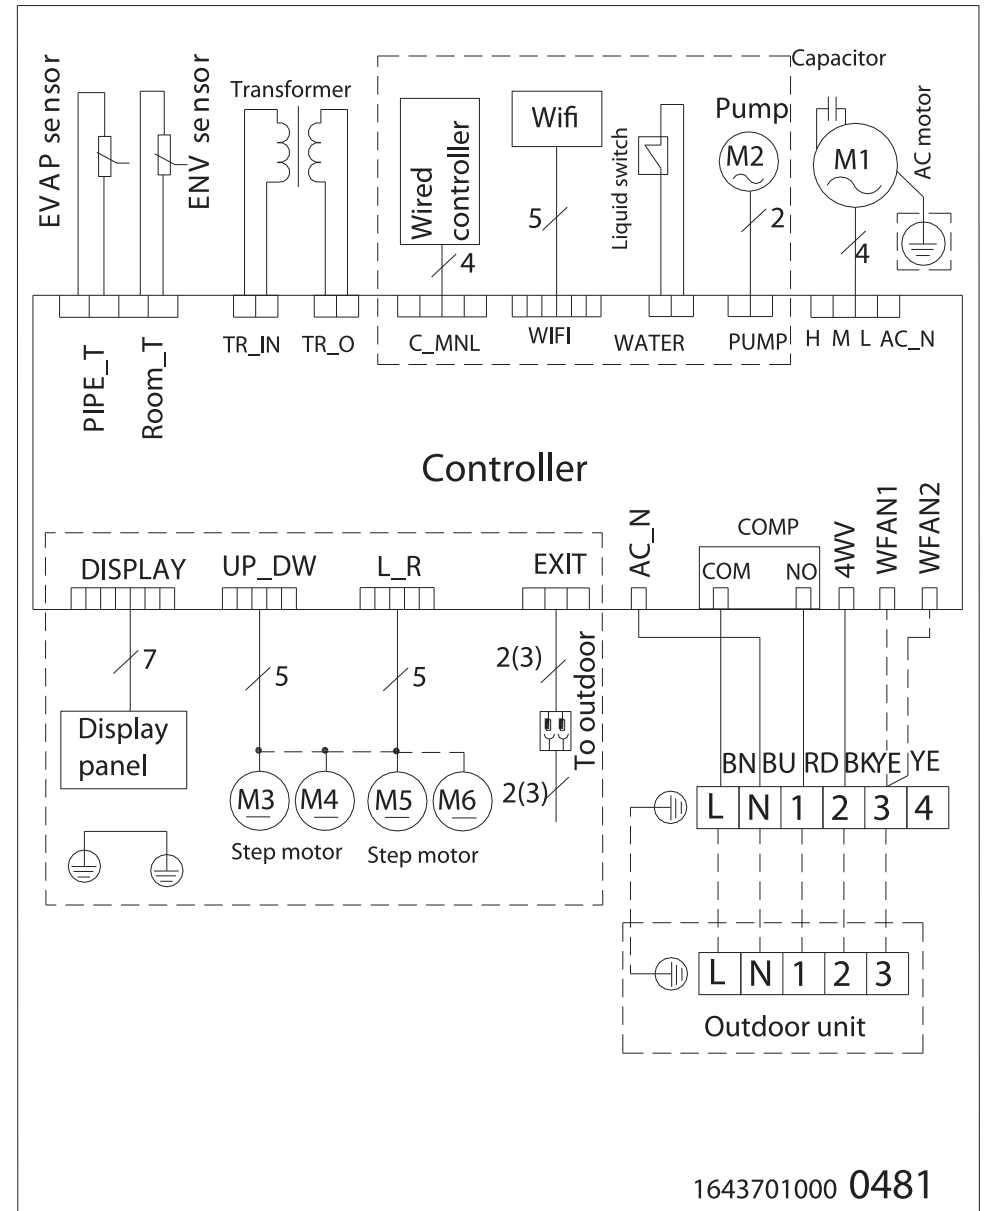 EVAP sensor
ENV sensor
Transformer
Wired
controller
Wifi
Liquid switch
Pump
M2
Capacitor
M1
AC motor
4
5
2
4
PIPE_T
Room_T
TR_IN
TR_O
C_MNL
WIFI
WATER
PUMP
H M L AC_N
Controller
DISPLAY
UP_DW
L_R
EXIT
AC_N
COMP
COM
NO
4WV
WFAN1
WFAN2
7
5
5
2(3)
To outdoor
2(3)
Display
panel
M3
M4
M5
M6
Step motor
Step motor
BN BU RD BK YE YE
L N 1 2 3 4
L N 1 2 3
Outdoor unit
1643701000 0481